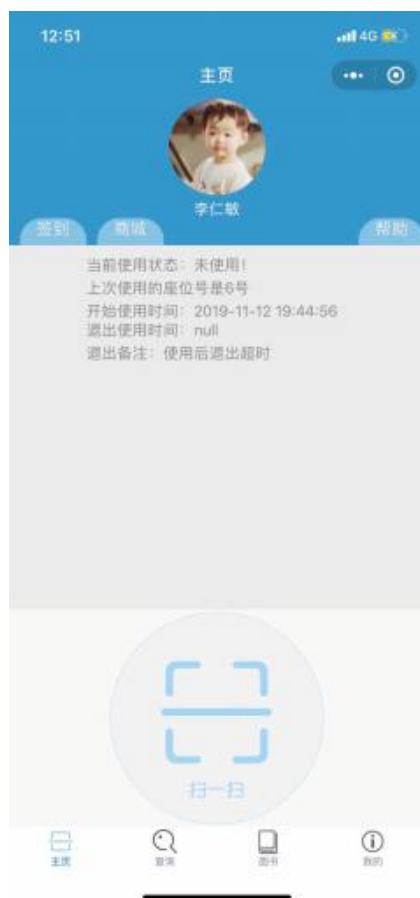 12:51
4G
主页
李仁敏
签到
商城
帮助
当前使用状态：未使用！
上次使用的座位号是6号
开始使用时间：2019-11-12 19:44:56
退出使用时间：null
退出备注：使用后退出超时
扫一扫
主页
查询
图书
我的